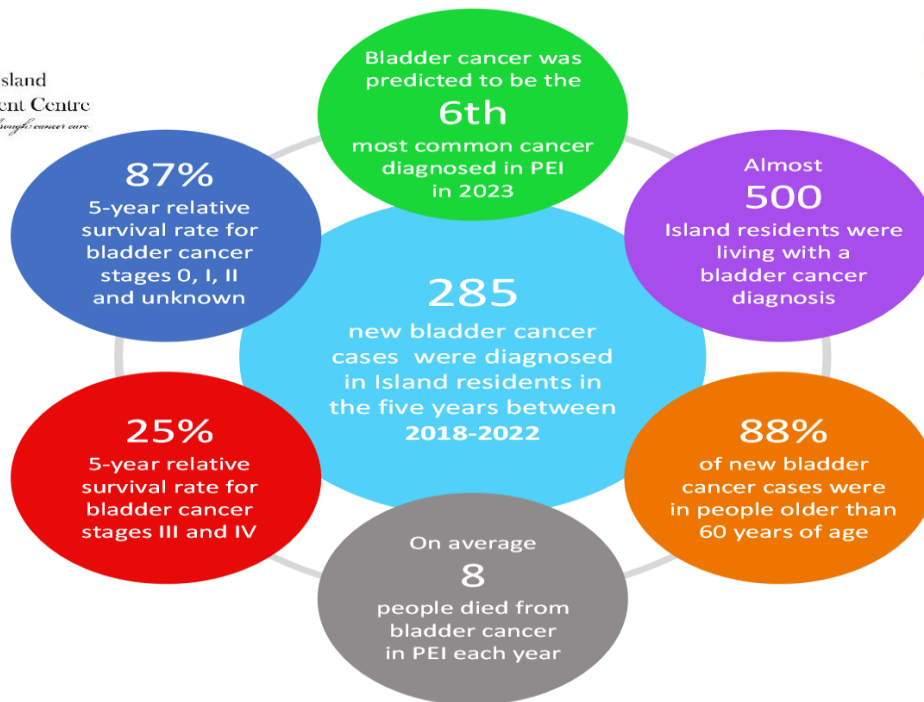 sland
ent Centre
hrough cancer care
Bladder cancer was
predicted to be the
6th
most common cancer
diagnosed in PEI
in 2023
87%
5-year relative
survival rate for
bladder cancer
stages 0, I, II
and unknown
Almost
500
Island residents were
living with a
bladder cancer
diagnosis
285
new bladder cancer
cases were diagnosed
in Island residents in
the five years between
2018-2022
25%
5-year relative
survival rate for
bladder cancer
stages III and IV
88%
of new bladder
cancer cases were
in people older than
60 years of age
On average
8
people died from
bladder cancer
in PEI each year